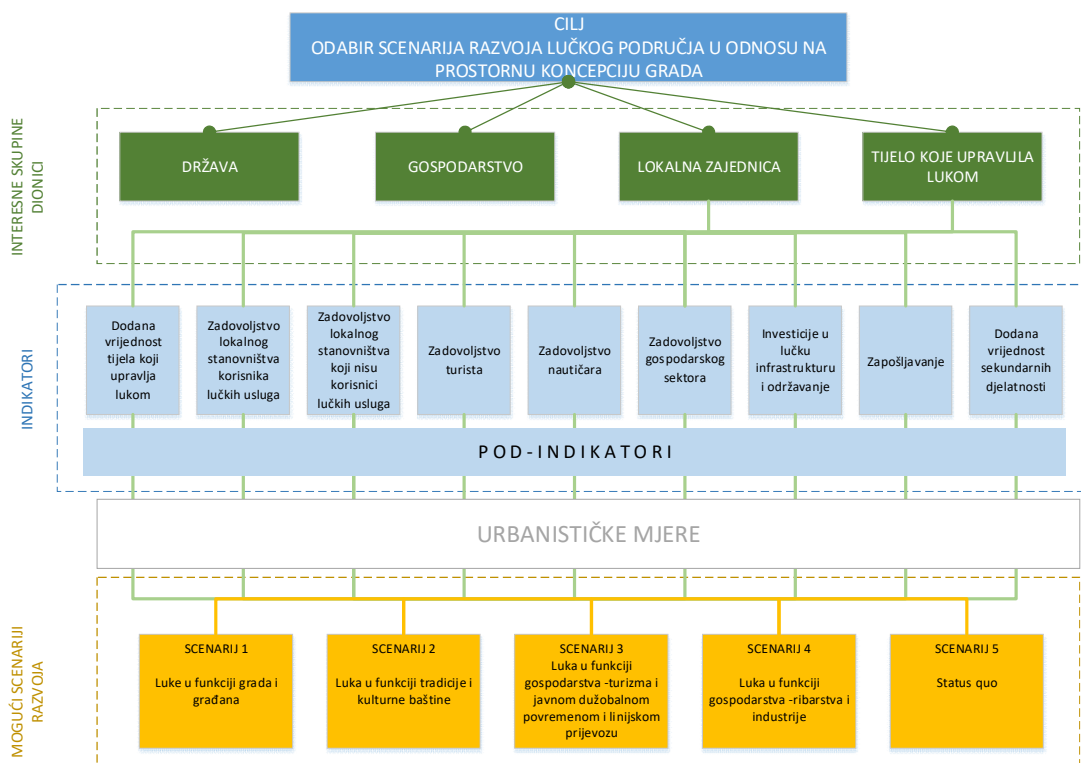 CILJ
ODABIR SCENARIJA RAZVOJA LUČKOG PODRUČJA U ODNOSU NA
PROSTORNU KONCEPCIJU GRADA
INTERESNE SKUPINE
DIONICI
DRŽAVA
GOSPODARSTVO
LOKALNA ZAJEDNICA
TIJELO KOJE UPRAVLJLA
LUKOM
INDIKATORI
Dodana
vrijednost
tijela koji
upravlja
lukom
Zadovoljstvo
lokalnog
stanovništva
korisnika
lučkih usluga
Zadovoljstvo
lokalnog
stanovništva
koji nisu
korisnici
lučkih usluga
Zadovoljstvo
turista
Zadovoljstvo
nautičara
Zadovoljstvo
gospodarskog
sektora
Investicije u
lučku
infrastrukturu
i održavanje
Zapošljavanje
Dodana
vrijednost
sekundarnih
djelatnosti
POD-INDIKATORI
URBANISTIČKE MJERE
MOGUĆI SCENARIJI
RAZVOJA
SCENARIJ 1
Luke u funkciji grada i
građana
SCENARIJ 2
Luka u funkciji tradicije i
kulturne baštine
SCENARIJ 3
Luka u funkciji
gospodarstva -turizma i
javnom dužobalnom
povremenom i linijskom
prijevozu
SCENARIJ 4
Luka u funkciji
gospodarstva -ribarstva i
industrije
SCENARIJ 5
Status quo